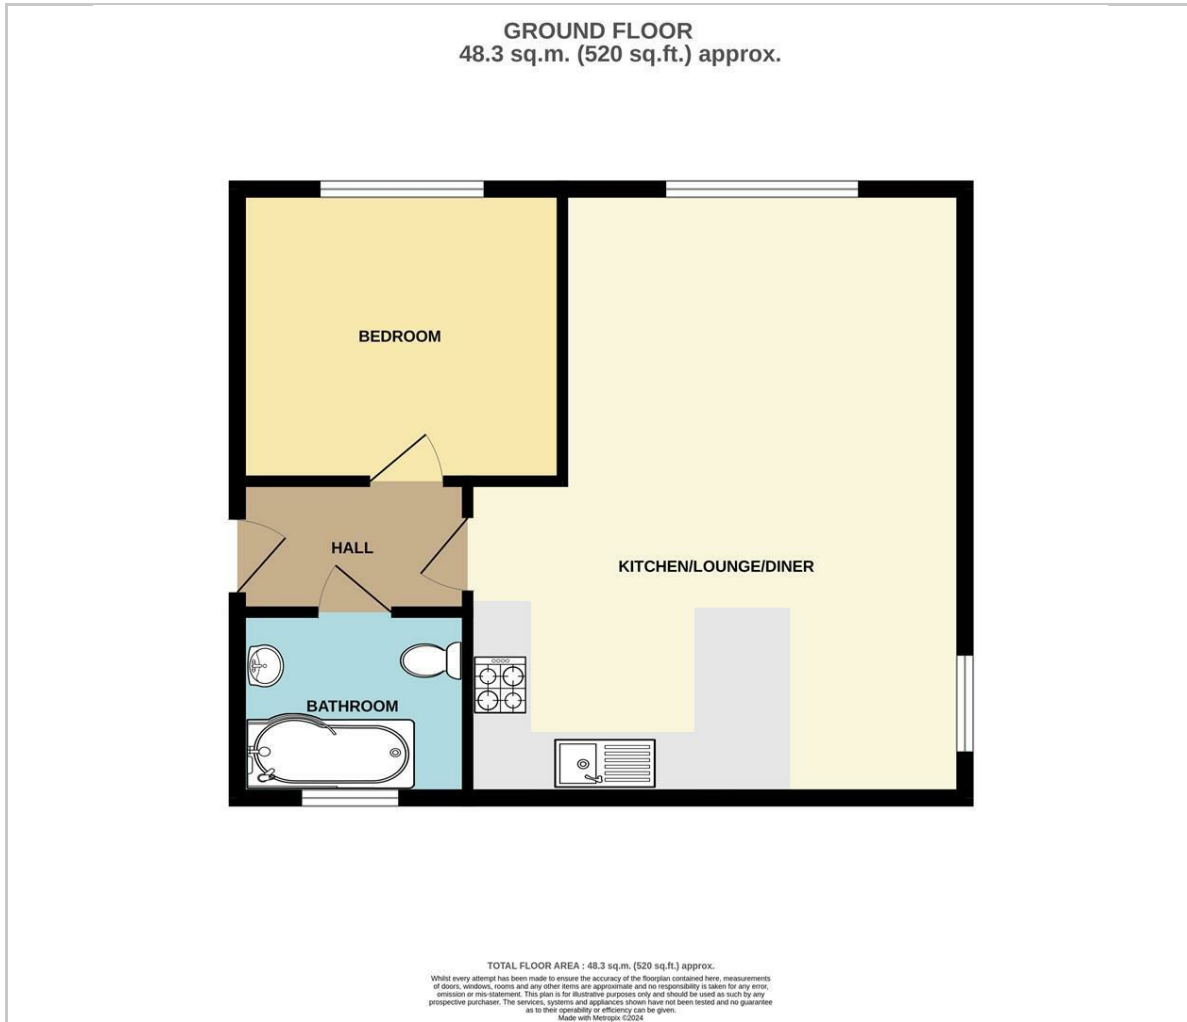 GROUND FLOOR
48.3 sq.m. (520 sq.ft.) approx.
BEDROOM
HALL
KITCHEN/LOUNGE/DINER
BATHROOM
TOTAL FLOOR AREA : 48.3 sq.m. (520 sq.ft.) approx.
Whilst every attempt has been made to ensure the accuracy of the floorplan contained here, measurements
of doors, windows, rooms and any other items are approximate and no responsibility is taken for any error,
omission or mis-statement. This plan is for illustrative purposes only and should be used as such by any
prospective purchaser. The services, systems and appliances shown have not been tested and no guarantee
as to their operability or efficiency can be given.
Made with Metropix ©2024